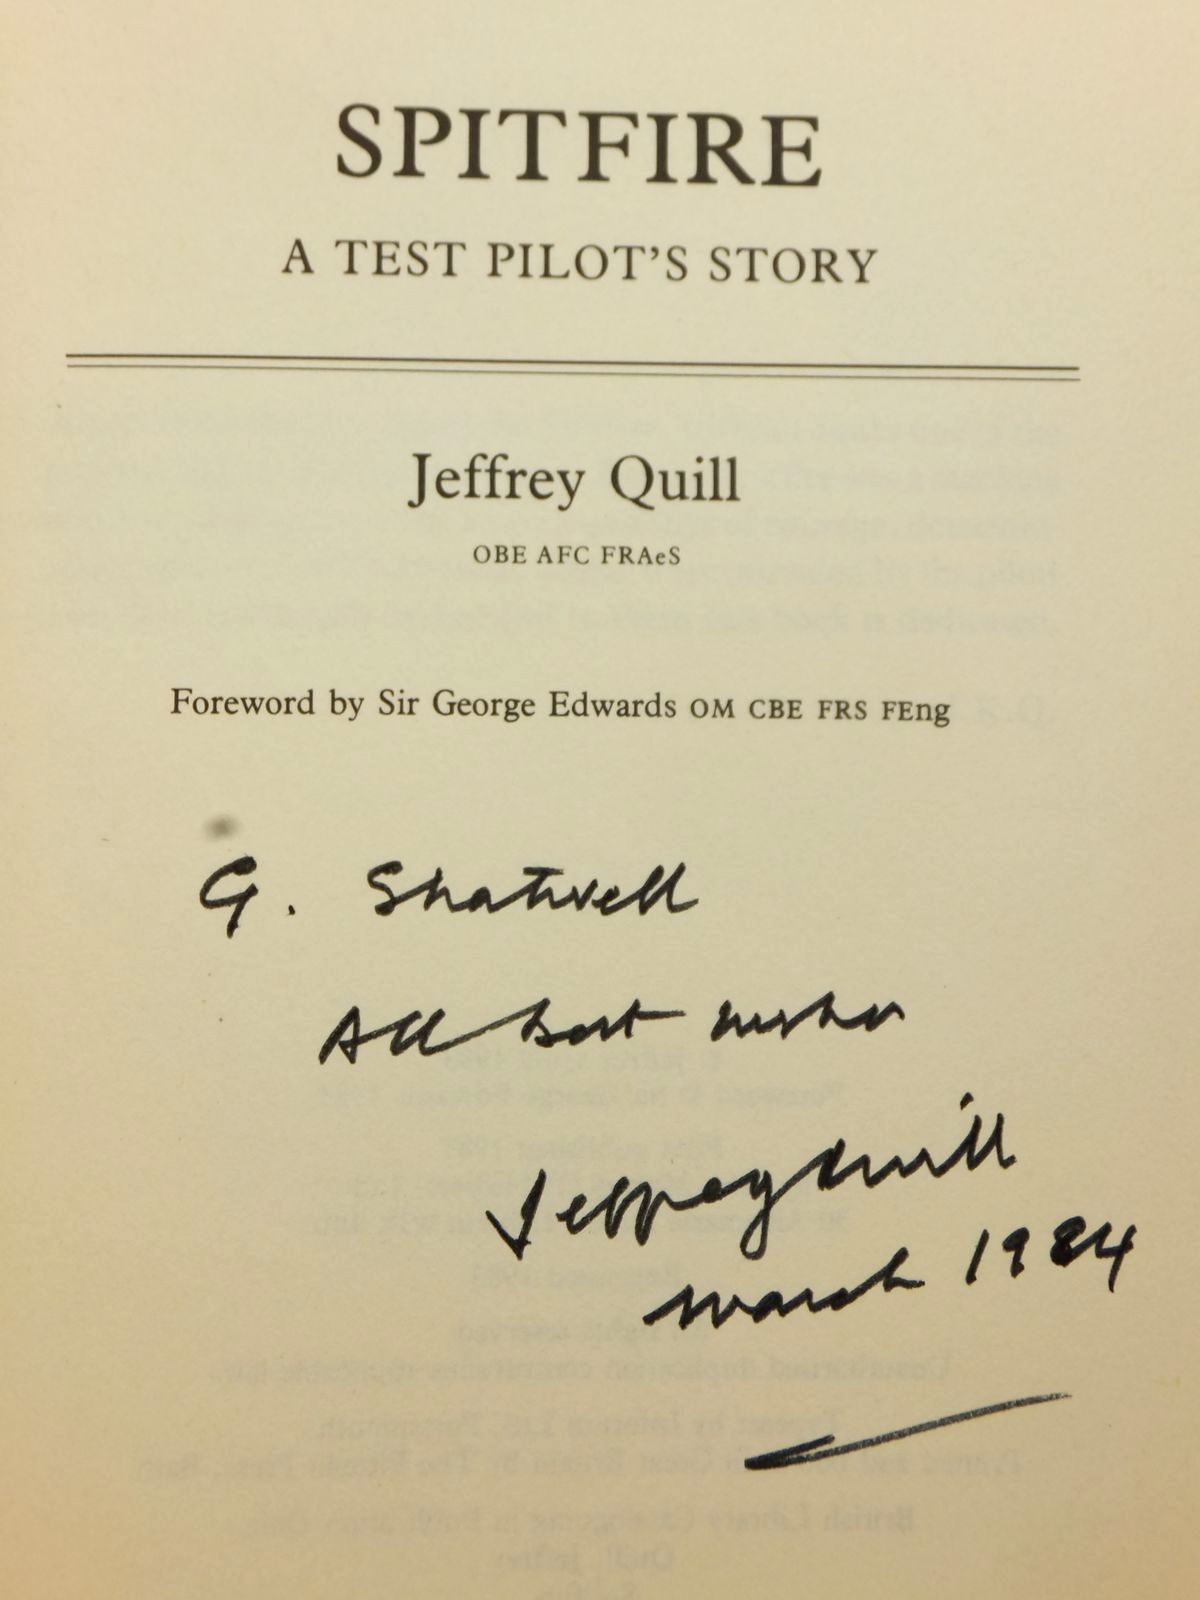 SPITFIRE
A TEST PILOT'S STORY
Jeffrey Quill
OBE AFC FRAeS
Foreword by Sir George Edwards OM CBE FRS FEng
G. Shatwell
All best wishes
Jeffrey Quill
March 1984